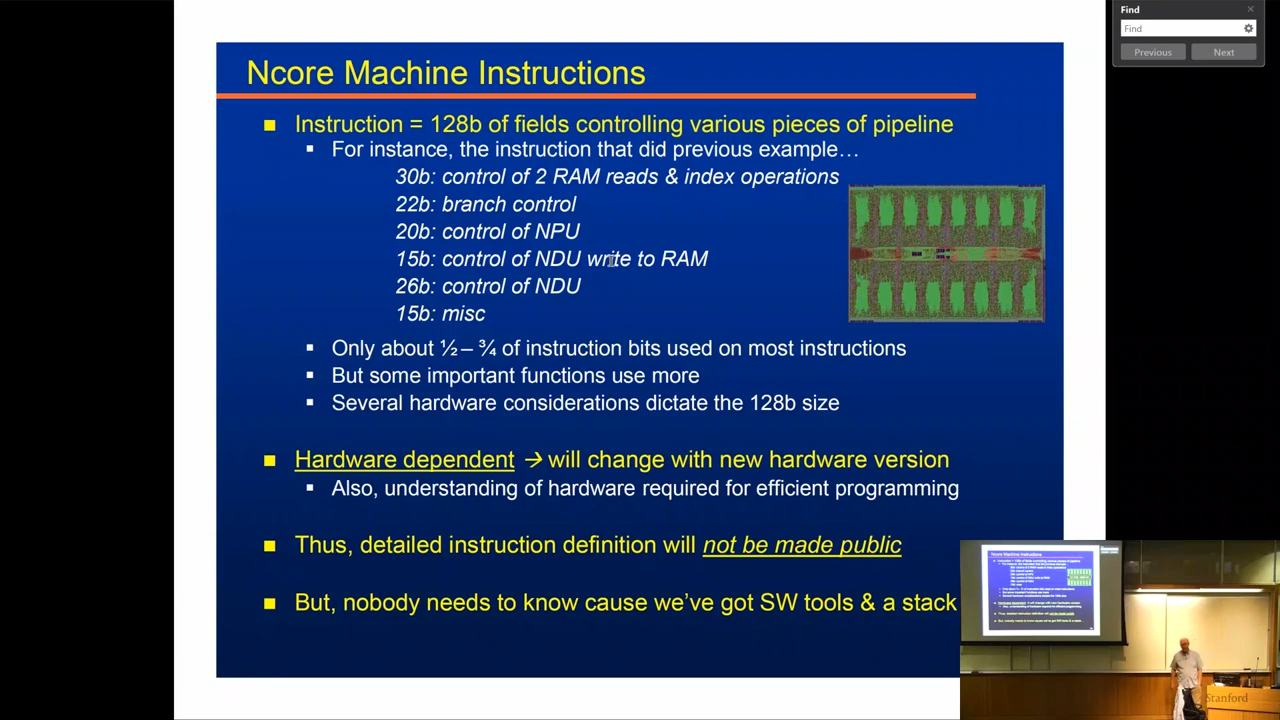 Ncore Machine Instructions
Instruction = 128b of fields controlling various pieces of pipeline
For instance, the instruction that did previous example…
30b: control of 2 RAM reads & index operations
22b: branch control
20b: control of NPU
15b: control of NDU write to RAM
26b: control of NDU
15b: misc
Only about ½ – ¾ of instruction bits used on most instructions
But some important functions use more
Several hardware considerations dictate the 128b size
Hardware dependent → will change with new hardware version
Also, understanding of hardware required for efficient programming
Thus, detailed instruction definition will not be made public
But, nobody needs to know cause we've got SW tools & a stack
Find
Find
Previous
Next
Ncore Machine Instructions
Stanford